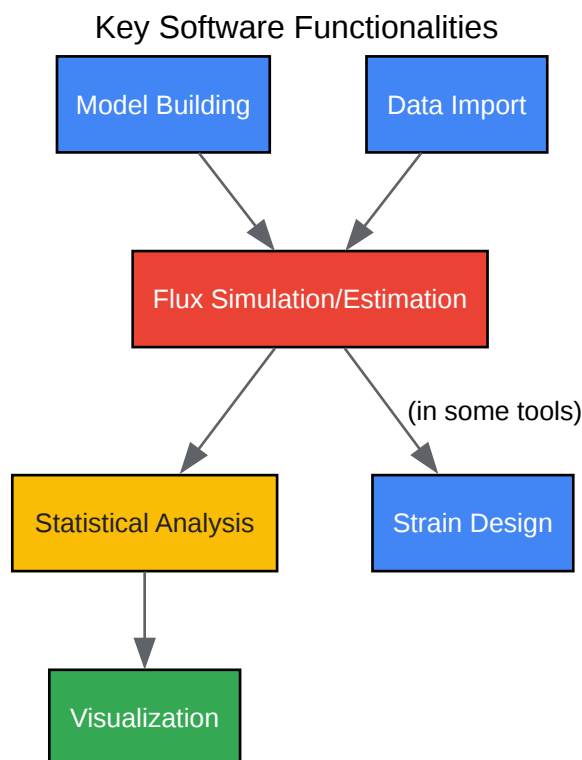 Key Software Functionalities
Model Building
Data Import
Flux Simulation/Estimation
(in some tools)
Statistical Analysis
Strain Design
Visualization